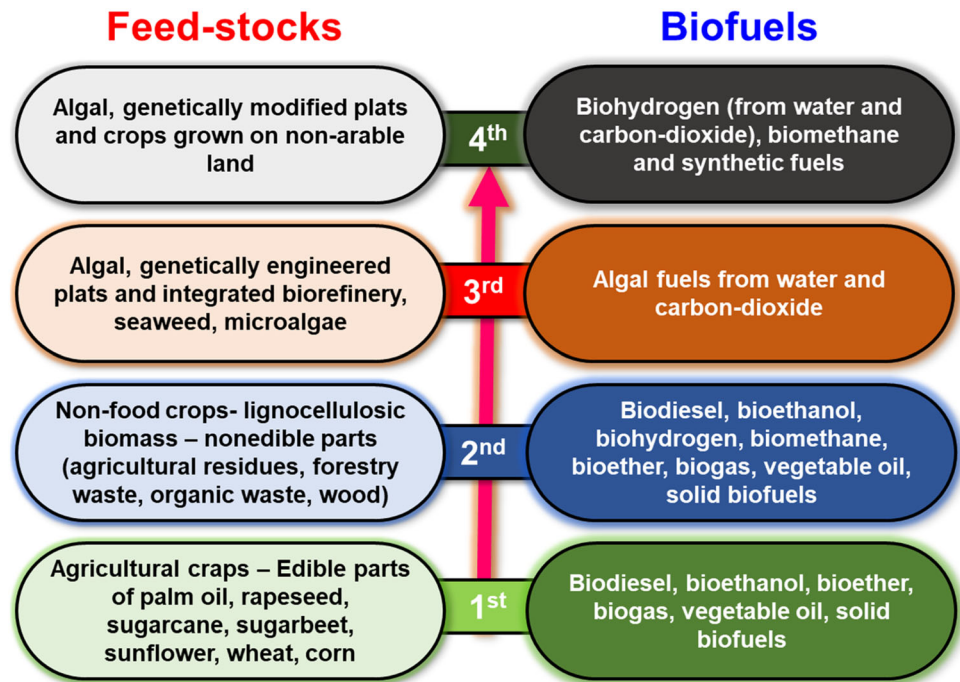 Feed-stocks
Biofuels
Algal, genetically modified plats
and crops grown on non-arable
land
4th
Biohydrogen (from water and
carbon-dioxide), biomethane
and synthetic fuels
Algal, genetically engineered
plats and integrated biorefinery,
seaweed, microalgae
3rd
Algal fuels from water and
carbon-dioxide
Non-food crops- lignocellulosic
biomass – nonedible parts
(agricultural residues, forestry
waste, organic waste, wood)
2nd
Biodiesel, bioethanol,
biohydrogen, biomethane,
bioether, biogas, vegetable oil,
solid biofuels
Agricultural craps – Edible parts
of palm oil, rapeseed,
sugarcane, sugarbeet,
sunflower, wheat, corn
1st
Biodiesel, bioethanol, bioether,
biogas, vegetable oil, solid
biofuels